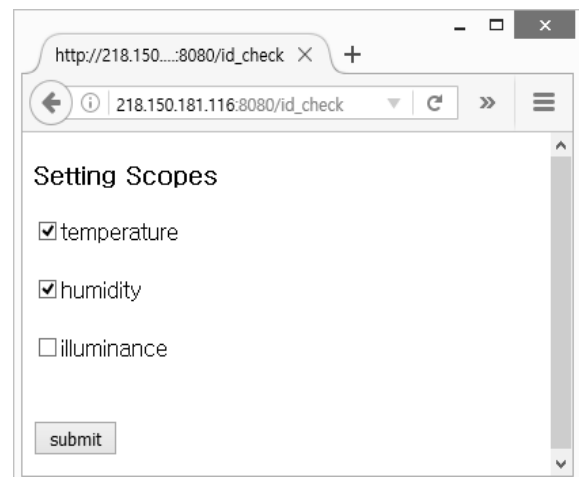 http://218.150....:8080/id_check
218.150.181.116:8080/id_check
Setting Scopes
temperature
humidity
illuminance
submit